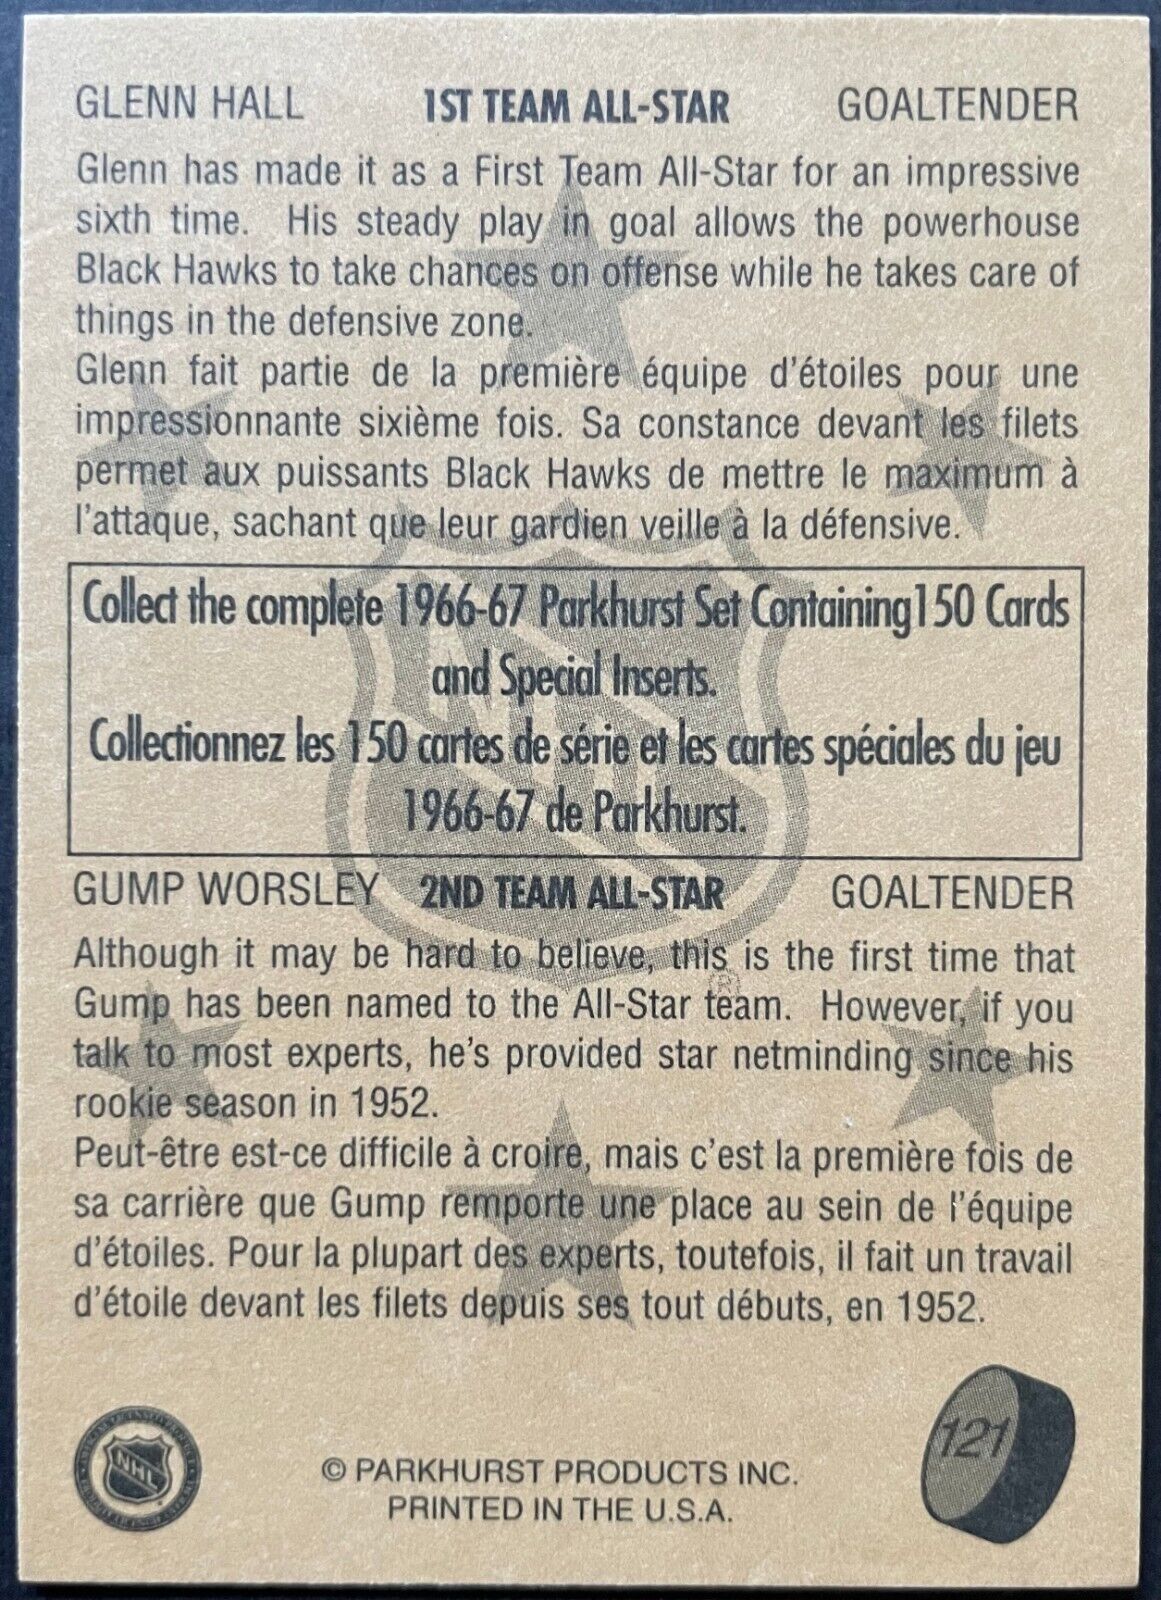 GLENN HALL 1ST TEAM ALL-STAR GOALTENDER
Glenn has made it as a First Team All-Star for an impressive
sixth time. His steady play in goal allows the powerhouse
Black Hawks to take chances on offense while he takes care of
things in the defensive zone.
Glenn fait partie de la première équipe d'étoiles pour une
impressionnante sixième fois. Sa constance devant les filets
permet aux puissants Black Hawks de mettre le maximum à
l'attaque, sachant que leur gardien veille à la défensive.
Collect the complete 1966-67 Parkhurst Set Containing150 Cards
and Special Inserts.
Collectionnez les 150 cartes de série et les cartes spéciales du jeu
1966-67 de Parkhurst.
GUMP WORSLEY 2ND TEAM ALL-STAR GOALTENDER
Although it may be hard to believe, this is the first time that
Gump has been named to the All-Star team. However, if you
talk to most experts, he's provided star netminding since his
rookie season in 1952.
Peut-être est-ce difficile à croire, mais c'est la première fois de
sa carrière que Gump remporte une place au sein de l'équipe
d'étoiles. Pour la plupart des experts, toutefois, il fait un travail
d'étoile devant les filets depuis ses tout débuts, en 1952.
NHL
© PARKHURST PRODUCTS INC.
PRINTED IN THE U.S.A.
121